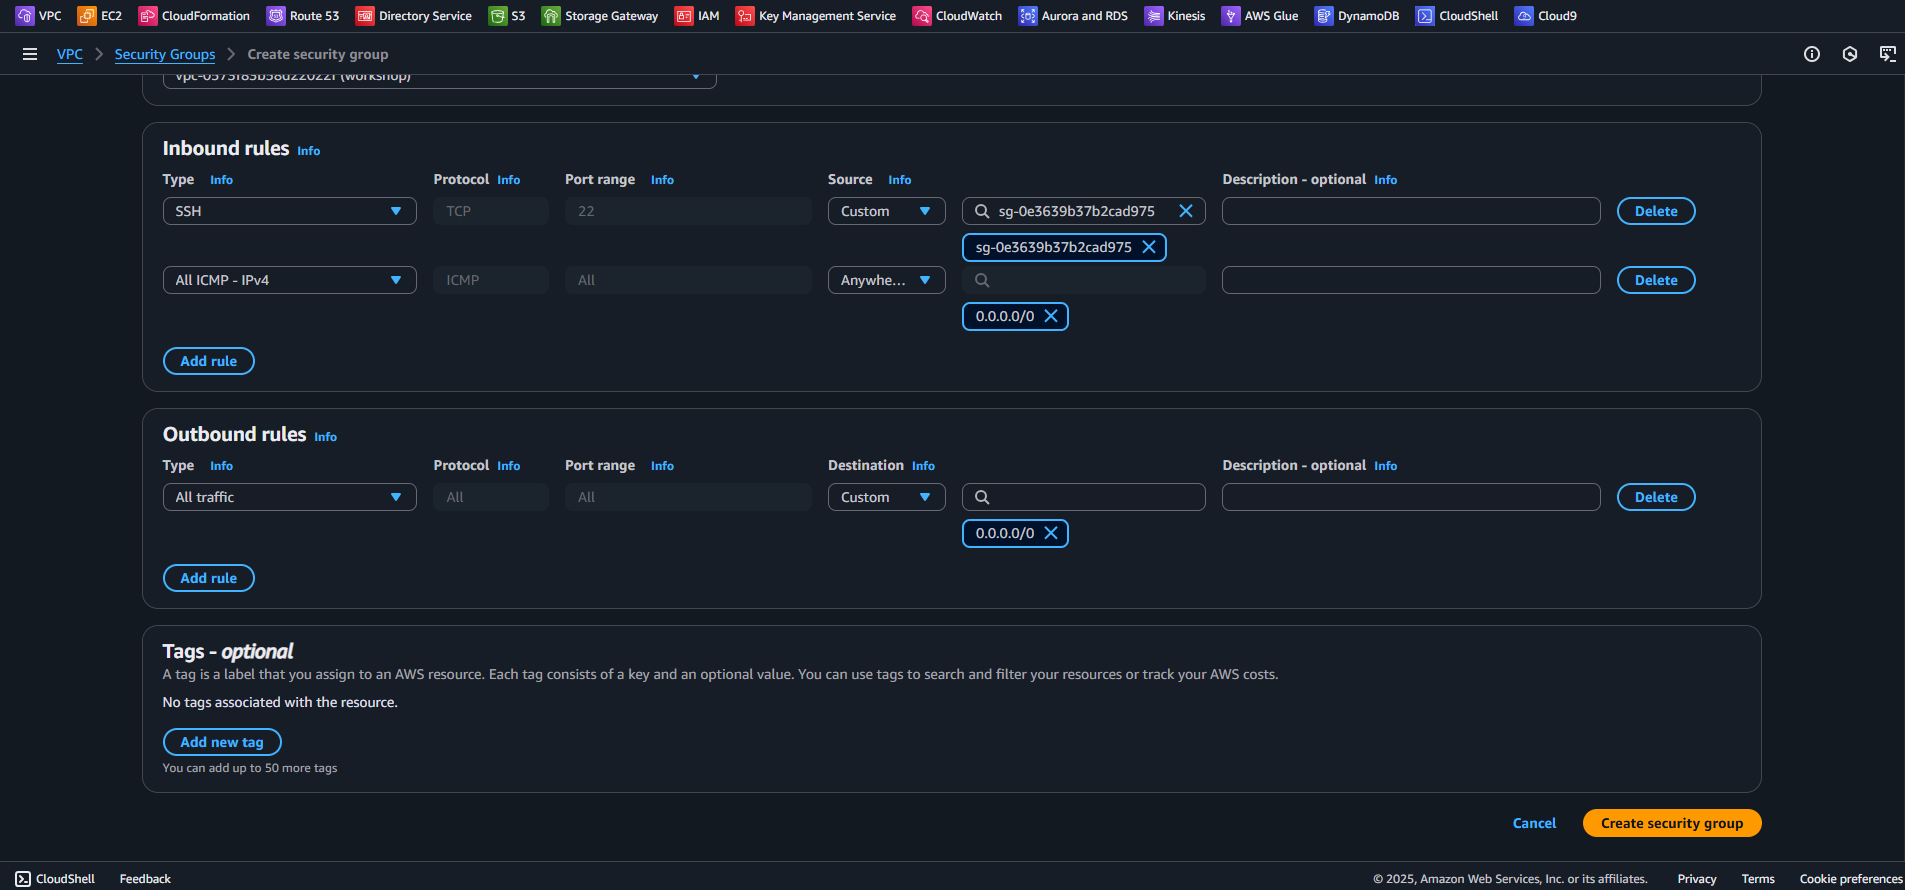 VPC EC2 CloudFormation Route 53 Directory Service S3 Storage Gateway IAM Key Management Service CloudWatch Aurora and RDS Kinesis AWS Glue DynamoDB CloudShell Cloud9
VPC Security Groups Create security group
vpc-0575f85b58d22022f (workshop)
Inbound rules Info
Type Info Protocol Info Port range Info Source Info Description - optional Info
SSH TCP 22 Custom sg-0e3639b37b2cad975 Delete
sg-0e3639b37b2cad975
All ICMP - IPv4 ICMP All Anywhe... Delete
0.0.0.0/0
Add rule
Outbound rules Info
Type Info Protocol Info Port range Info Destination Info Description - optional Info
All traffic All All Custom Delete
0.0.0.0/0
Add rule
Tags - optional
A tag is a label that you assign to an AWS resource. Each tag consists of a key and an optional value. You can use tags to search and filter your resources or track your AWS costs.
No tags associated with the resource.
Add new tag
You can add up to 50 more tags
Cancel Create security group
CloudShell Feedback © 2025, Amazon Web Services, Inc. or its affiliates. Privacy Terms Cookie preferences